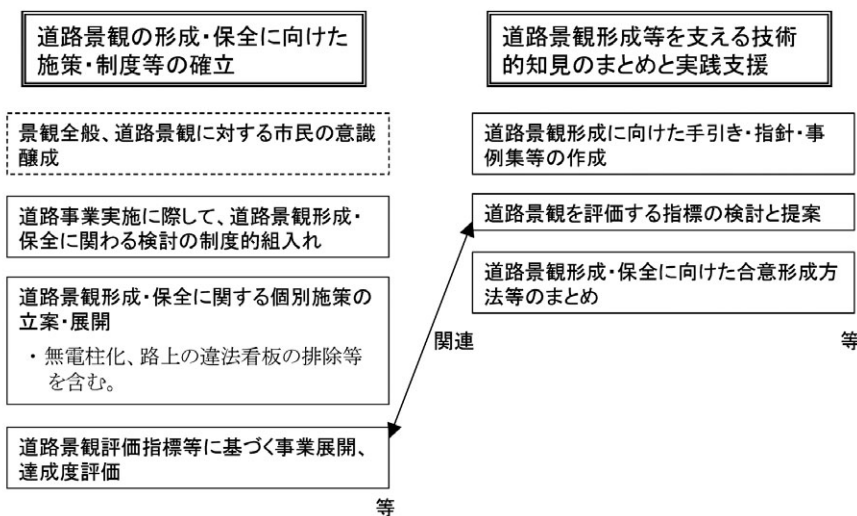 道路景観の形成・保全に向けた
施策・制度等の確立
景観全般、道路景観に対する市民の意識
醸成
道路事業実施に際して、道路景観形成・
保全に関わる検討の制度的組入れ
道路景観形成・保全に関する個別施策の
立案・展開
・ 無電柱化、路上の違法看板の排除等
を含む。
道路景観評価指標等に基づく事業展開、
達成度評価
等
道路景観形成等を支える技術
的知見のまとめと実践支援
道路景観形成に向けた手引き・指針・事
例集等の作成
道路景観を評価する指標の検討と提案
道路景観形成・保全に向けた合意形成方
法等のまとめ
関連
等